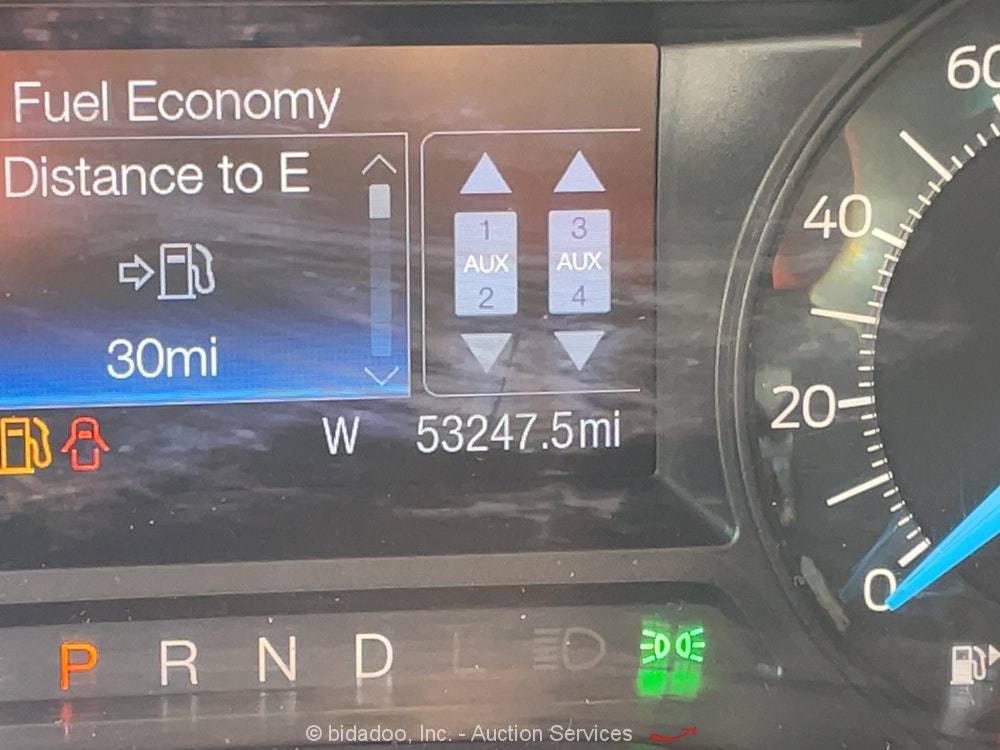 Fuel Economy
Distance to E
30mi
1 AUX 2
3 AUX 4
W 53247.5mi
60
40
20
0
P R N D L
© bidadoo, Inc. - Auction Services